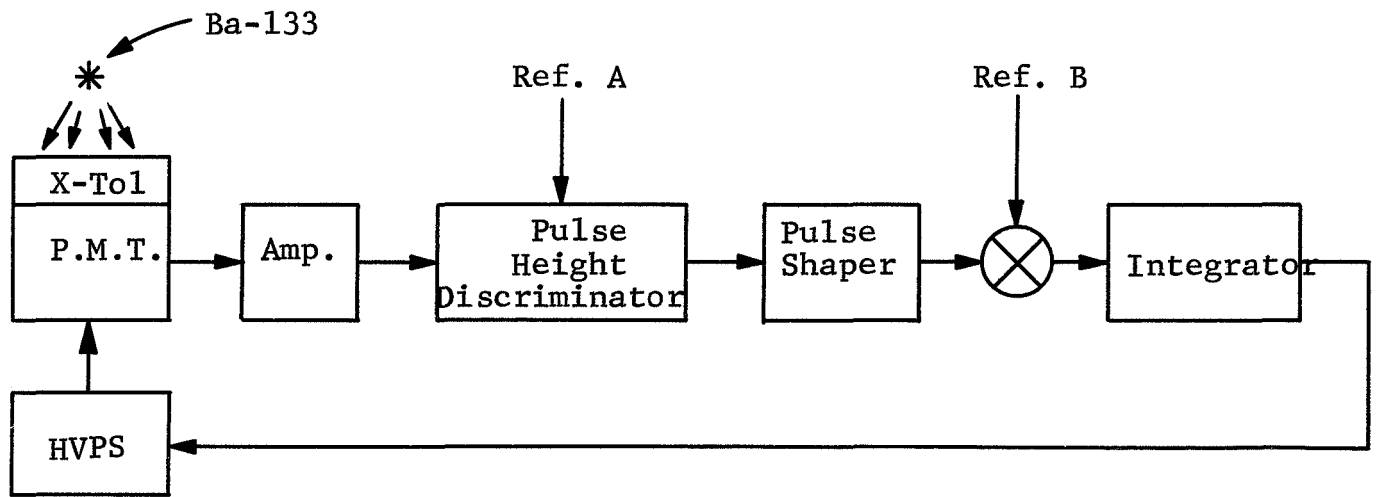 Ba-133
Ref. A
Ref. B
X-Tol
P.M.T.
Amp.
Pulse
Height
Discriminator
Pulse
Shaper
Integrator
HVPS